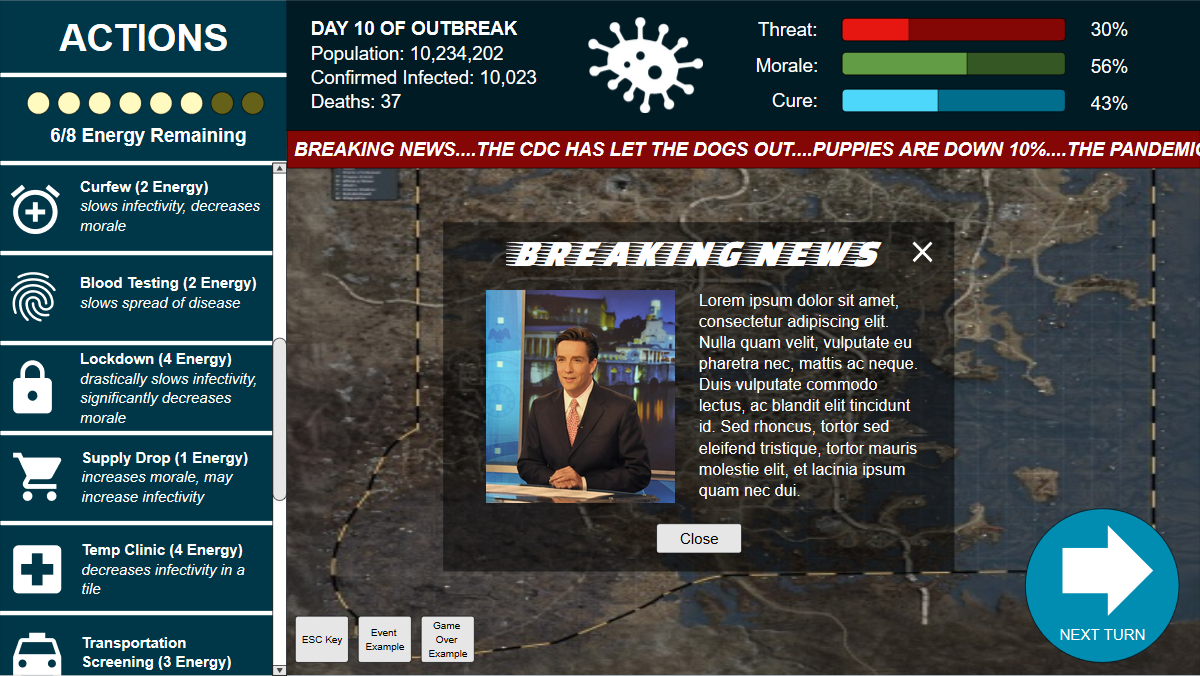 ACTIONS
6/8 Energy Remaining
Curfew (2 Energy)
slows infectivity, decreases
morale
Blood Testing (2 Energy)
slows spread of disease
Lockdown (4 Energy)
drastically slows infectivity,
significantly decreases
morale
Supply Drop (1 Energy)
increases morale, may
increase infectivity
Temp Clinic (4 Energy)
decreases infectivity in a
tile
Transportation
Screening (3 Energy)
DAY 10 OF OUTBREAK
Population: 10,234,202
Confirmed Infected: 10,023
Deaths: 37
Threat: 30%
Morale: 56%
Cure: 43%
BREAKING NEWS....THE CDC HAS LET THE DOGS OUT....PUPPIES ARE DOWN 10%....THE PANDEMIC
BREAKING NEWS
Lorem ipsum dolor sit amet,
consectetur adipiscing elit.
Nulla quam velit, vulputate eu
pharetra nec, mattis ac neque.
Duis vulputate commodo
lectus, ac blandit elit tincidunt
id. Sed rhoncus, tortor sed
eleifend tristique, tortor mauris
molestie elit, et lacinia ipsum
quam nec dui.
Close
ESC Key
Event
Example
Game
Over
Example
NEXT TURN